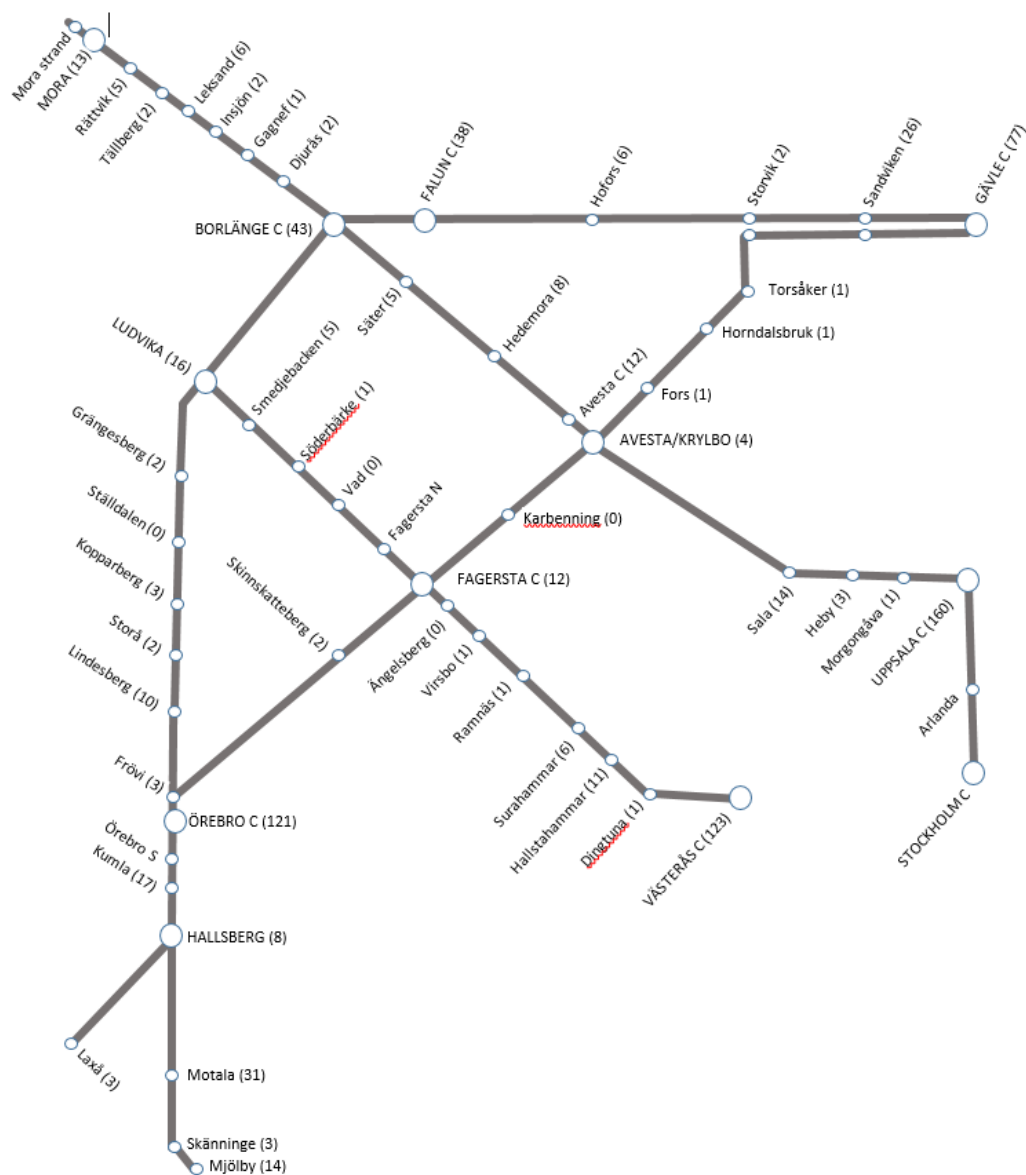 Mora strand
MORA (13)
Rättvik (5)
Tällberg (2)
Leksand (6)
Insjön (2)
Gagnef (1)
Djurås (2)
BORLÄNGE C (43)
FALUN C (38)
Hofors (6)
Storvik (2)
Sandviken (26)
GÄVLE C (77)
Torsåker (1)
Horndalsbruk (1)
Fors (1)
Säter (5)
Hedemora (8)
Avesta C (12)
AVESTA/KRYLBO (4)
LUDVIKA (16)
Smedjebacken (5)
Söderbärke (1)
Vad (0)
Fagersta N
Karbenning (0)
FAGERSTA C (12)
Grängesberg (2)
Ställdalen (0)
Kopparberg (3)
Storå (2)
Lindesberg (10)
Frövi (3)
Skinnskatteberg (2)
Ängelsberg (0)
Virsbo (1)
Ramnäs (1)
Surahammar (6)
Hallstahammar (11)
Dingtuna (1)
VÄSTERÅS C (123)
Sala (14)
Heby (3)
Morgongåva (1)
UPPSALA C (160)
Arlanda
STOCKHOLM C
ÖREBRO C (121)
Örebro S
Kumla (17)
HALLSBERG (8)
Laxå (3)
Motala (31)
Skänninge (3)
Mjölby (14)